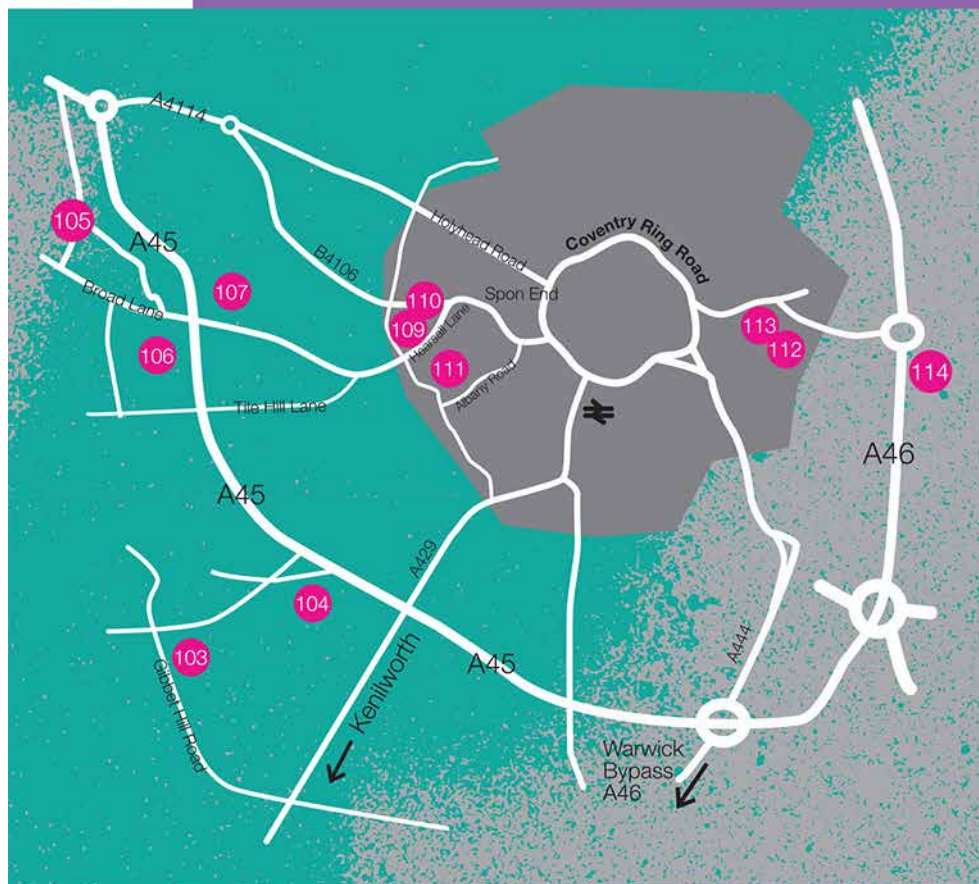 A4114
105
A45
Holyhead Road
Coventry Ring Road
B4106
107
Broad Lane
110
Spon End
109
Hearsall Lane
113
106
112
111
Albany Road
114
Tile Hill Lane
A46
A45
A429
104
103
A444
A45
Kenilworth
Gibbet Hill Road
Warwick
Bypass
A46